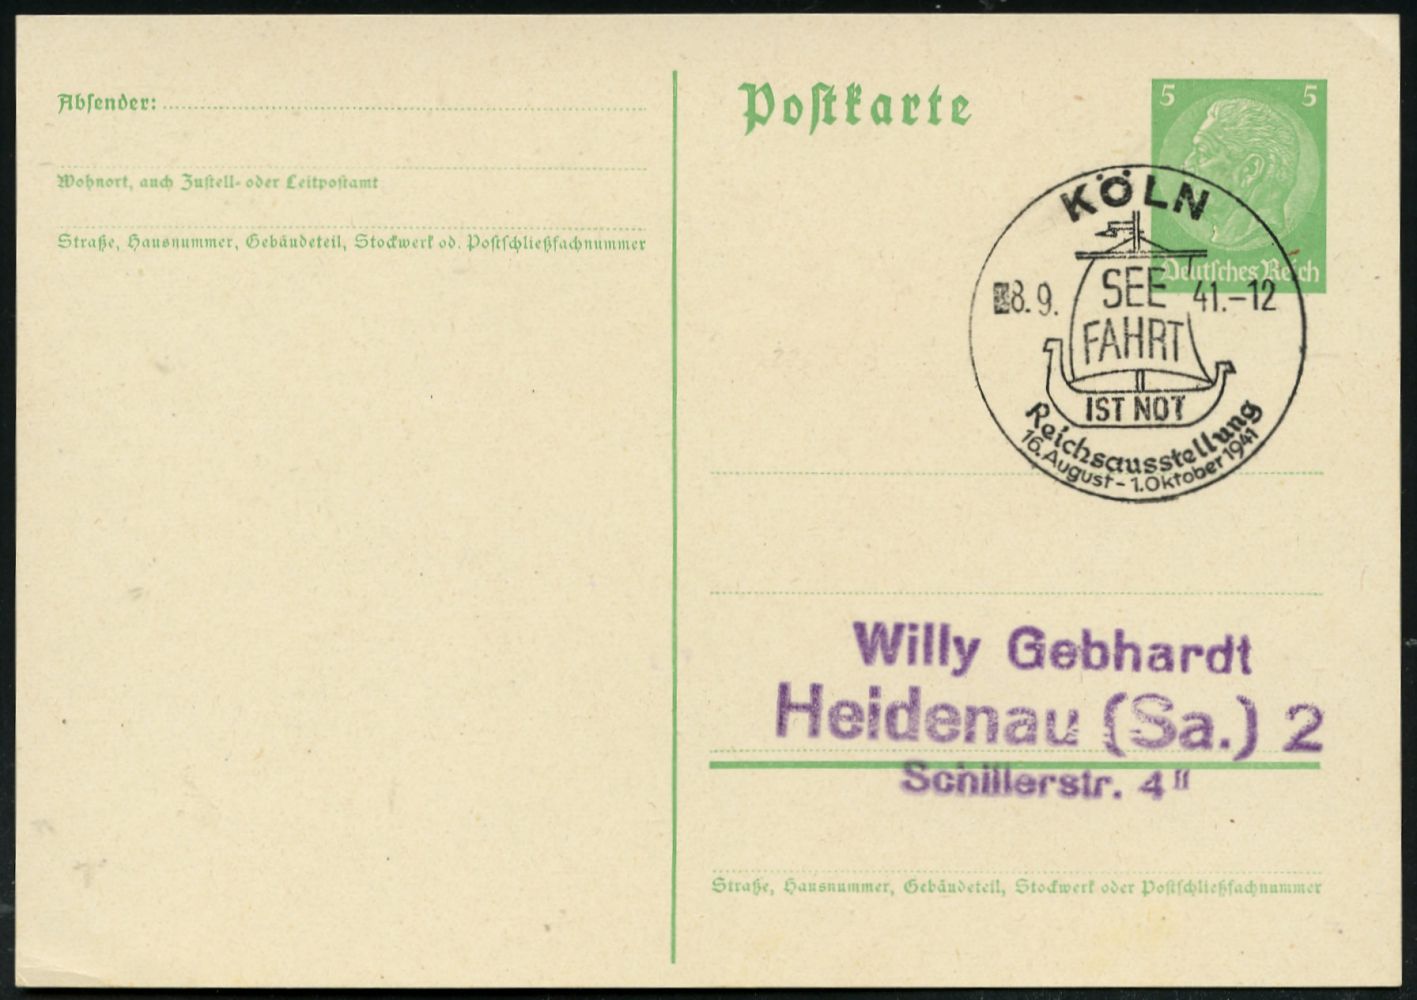 Absender:
Wohnort, auch Zustell- oder Leitpostamt
Straße, Hausnummer, Gebäudeteil, Stockwerk od. Postschließfachnummer
Postkarte
5 5
Deutsches Reich
KÖLN
8.9. 41.-12
SEE
FAHRT
IST NOT
Reichsausstellung
16. August - 1. Oktober 1941
Willy Gebhardt
Heidenau (Sa.) 2
Schillerstr. 4 II
Straße, Hausnummer, Gebäudeteil, Stockwerk oder Postschließfachnummer